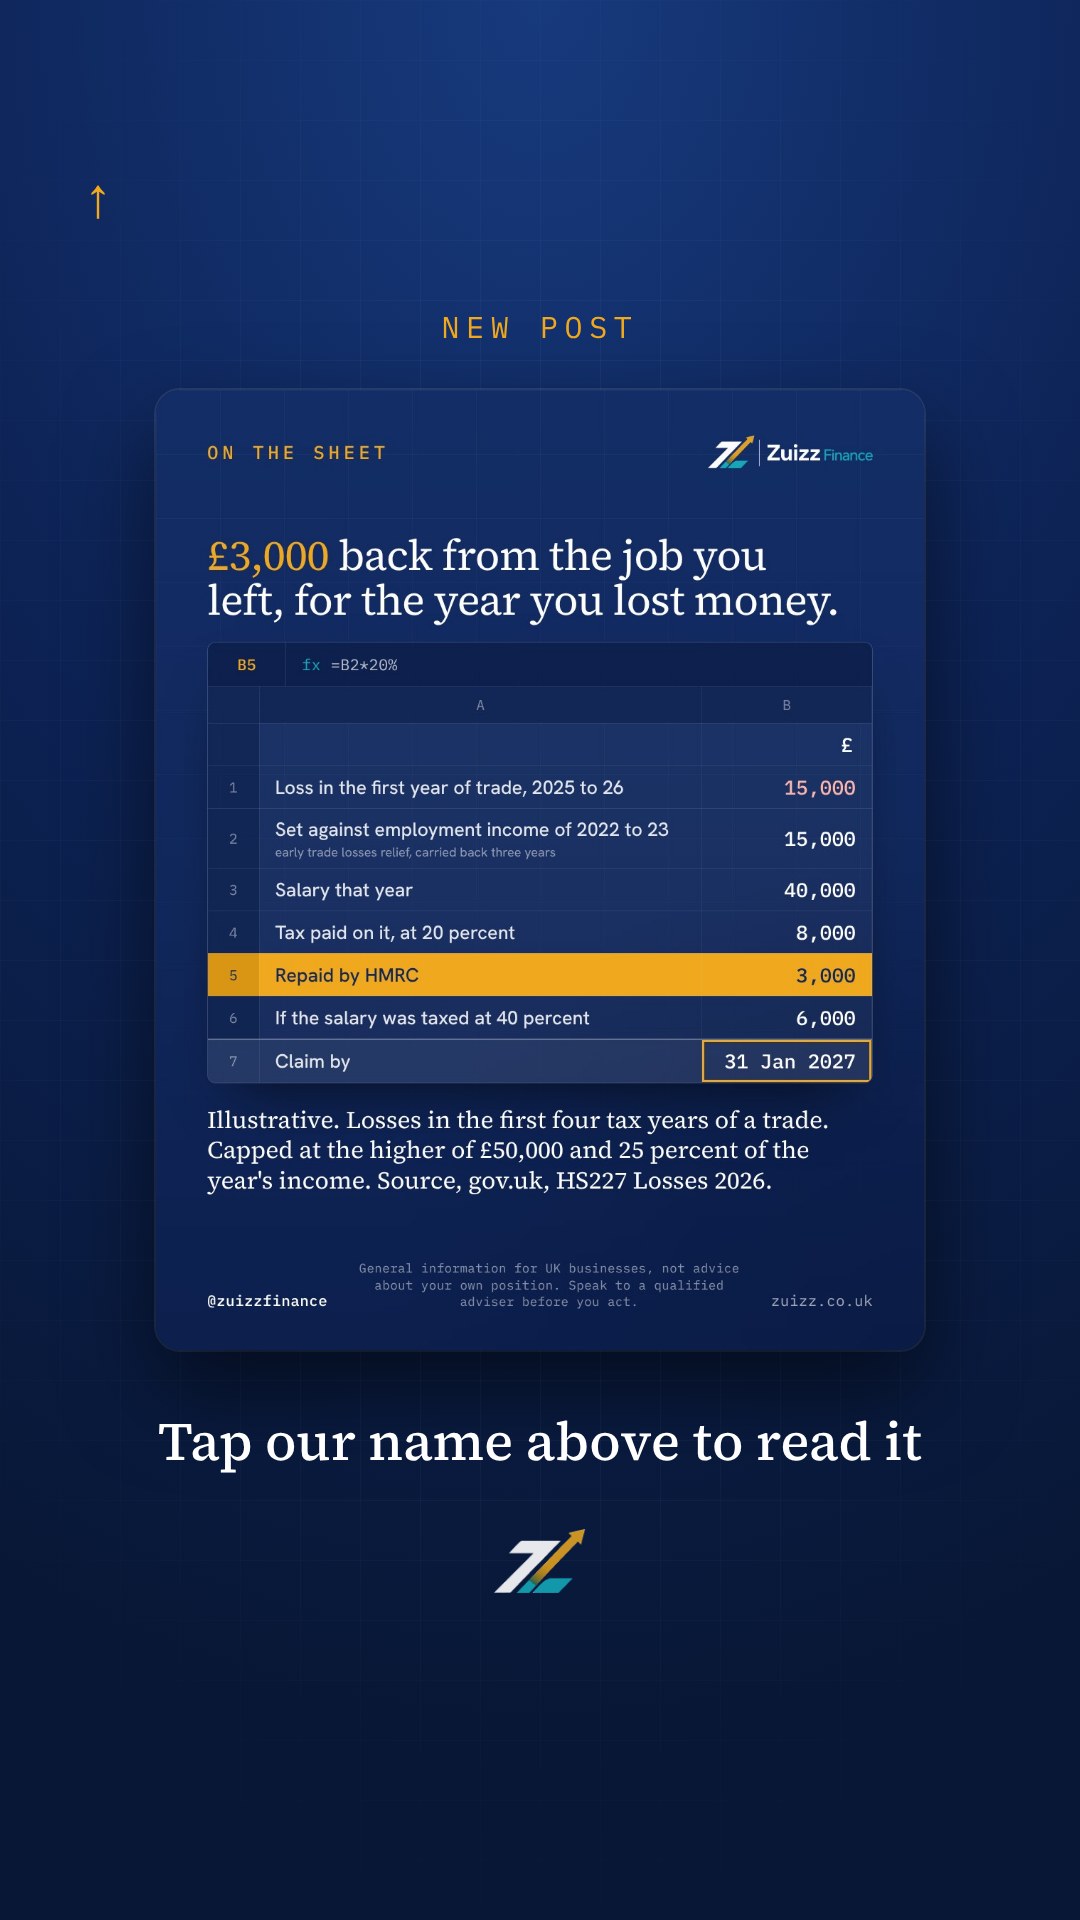 ↑
NEW POST
ON THE SHEET
Zuizz Finance
£3,000 back from the job you
left, for the year you lost money.
B5 fx =B2*20%
A B
£
1 Loss in the first year of trade, 2025 to 26 15,000
2 Set against employment income of 2022 to 23 15,000
early trade losses relief, carried back three years
3 Salary that year 40,000
4 Tax paid on it, at 20 percent 8,000
5 Repaid by HMRC 3,000
6 If the salary was taxed at 40 percent 6,000
7 Claim by 31 Jan 2027
Illustrative. Losses in the first four tax years of a trade.
Capped at the higher of £50,000 and 25 percent of the
year's income. Source, gov.uk, HS227 Losses 2026.
General information for UK businesses, not advice
about your own position. Speak to a qualified
adviser before you act.
@zuizzfinance
zuizz.co.uk
Tap our name above to read it